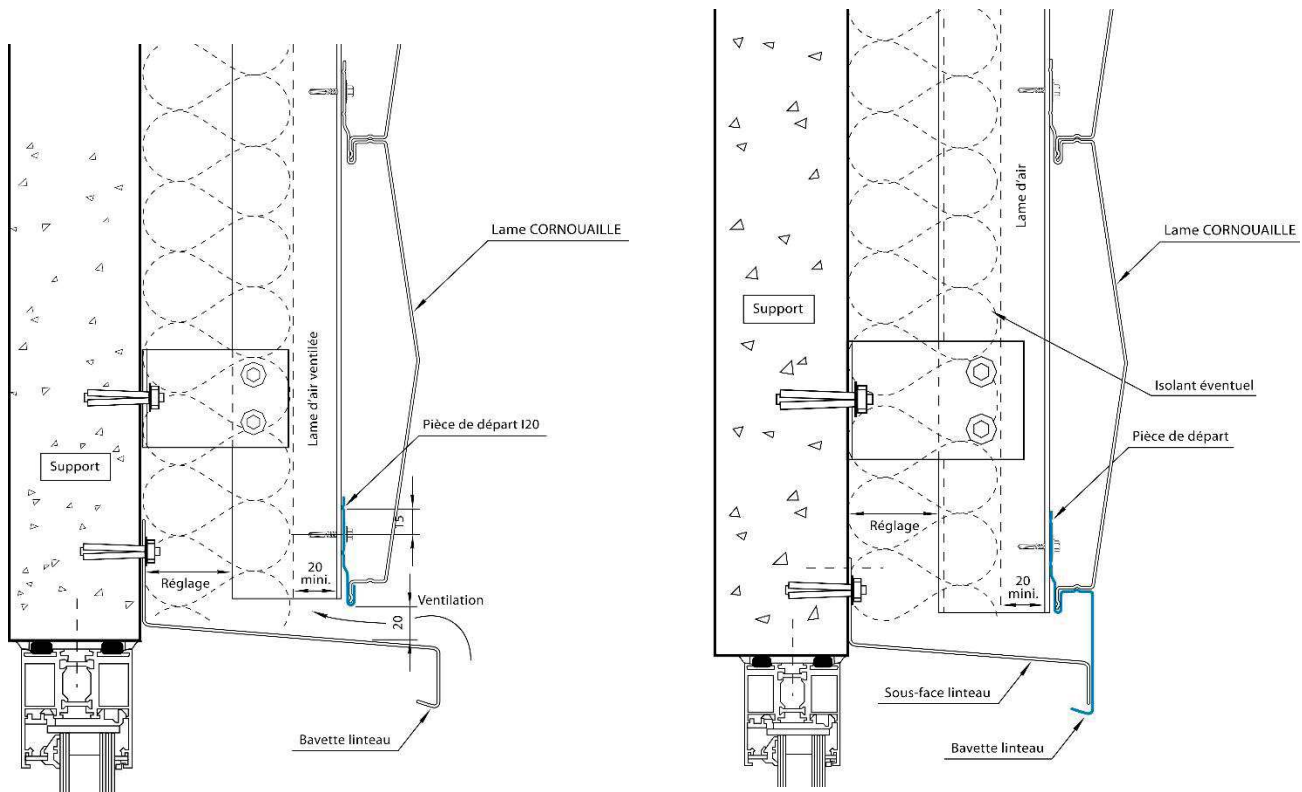 Lame CORNOUAILLE
Lame d'air ventilée
Pièce de départ I20
Support
15
Réglage
20
mini.
Ventilation
20
Bavette linteau
Lame d'air
Lame CORNOUAILLE
Support
Isolant éventuel
Pièce de départ
Réglage
20
mini.
Sous-face linteau
Bavette linteau